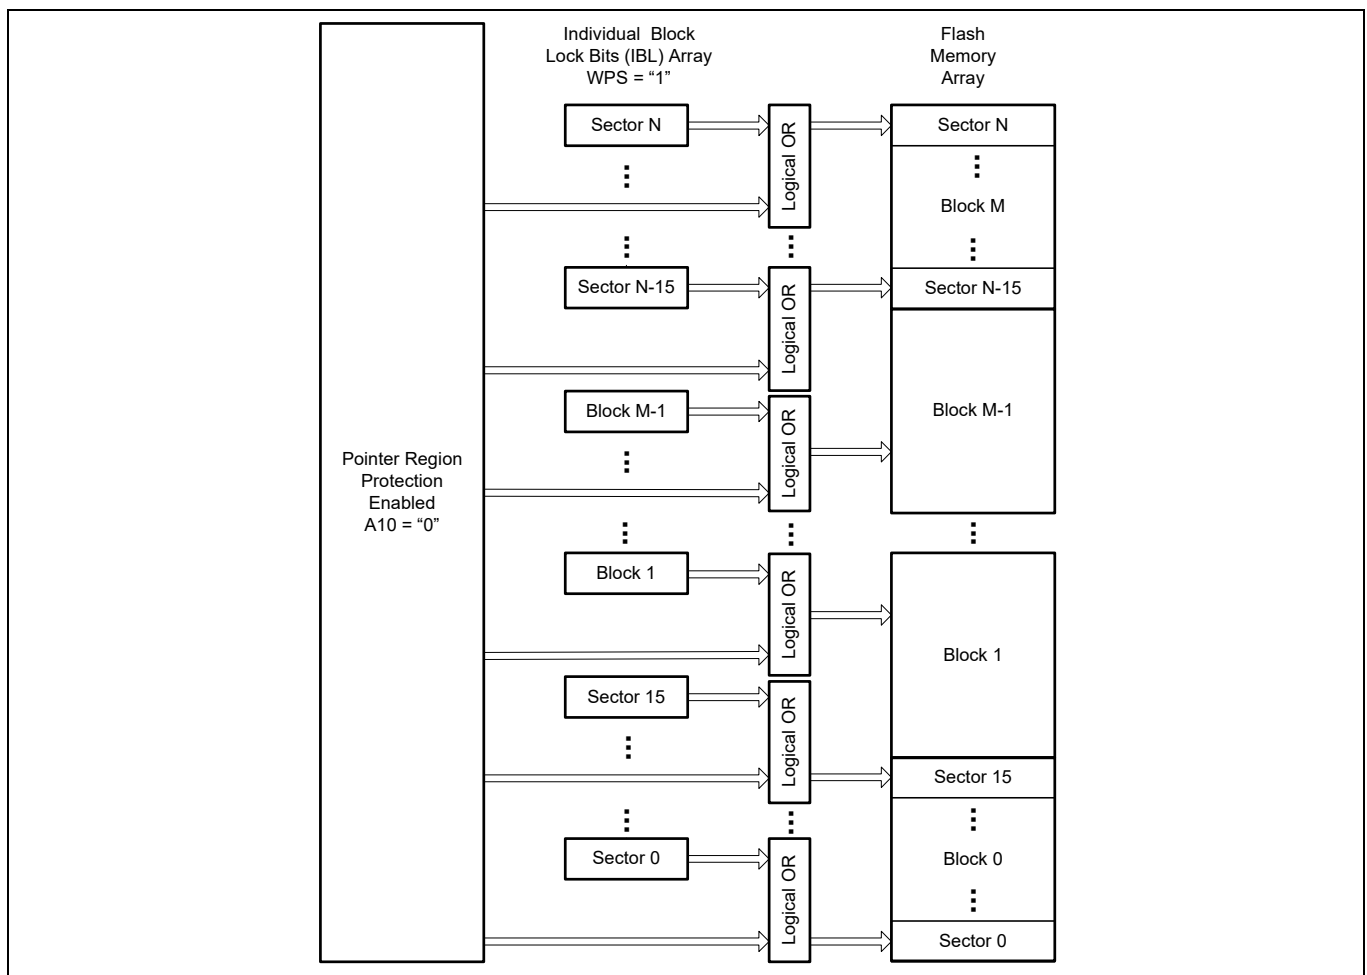 Individual Block
Lock Bits (IBL) Array
WPS = “1”
Flash
Memory
Array
Sector N
Logical OR
Sector N
Block M
Sector N-15
Logical OR
Sector N-15
Block M-1
Logical OR
Block M-1
Pointer Region
Protection
Enabled
A10 = “0”
Block 1
Logical OR
Block 1
Sector 15
Logical OR
Sector 15
Sector 0
Logical OR
Block 0
Sector 0